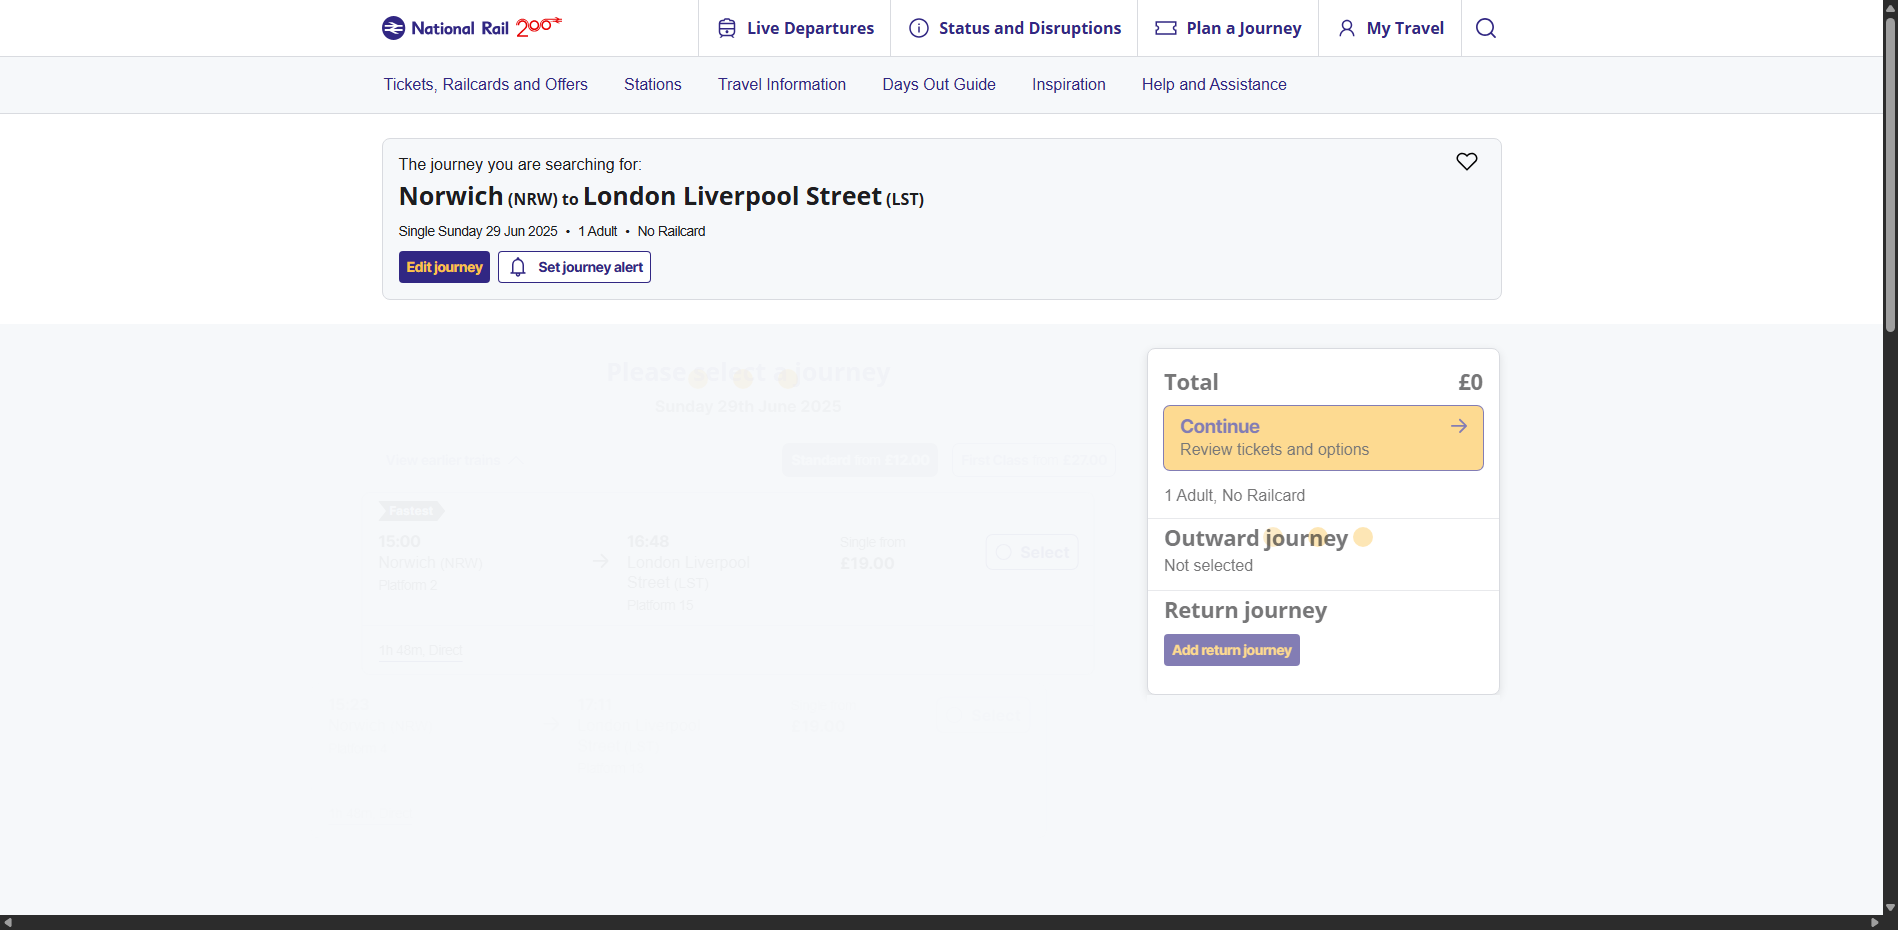 National Rail 200
Live Departures
Status and Disruptions
Plan a Journey
My Travel
Tickets, Railcards and Offers
Stations
Travel Information
Days Out Guide
Inspiration
Help and Assistance
The journey you are searching for:
Norwich (NRW) to London Liverpool Street (LST)
Single Sunday 29 Jun 2025 • 1 Adult • No Railcard
Edit journey
Set journey alert
Please select a journey
Sunday 29th June 2025
View earlier trains
Standard from £12.00
First Class from £27.00
Fastest
15:00
Norwich (NRW)
Platform 2
16:48
London Liverpool
Street (LST)
Platform 15
Single from
£19.00
Select
1h 48m, Direct
Total
£0
Continue
Review tickets and options
1 Adult, No Railcard
Outward journey
Not selected
Return journey
Add return journey